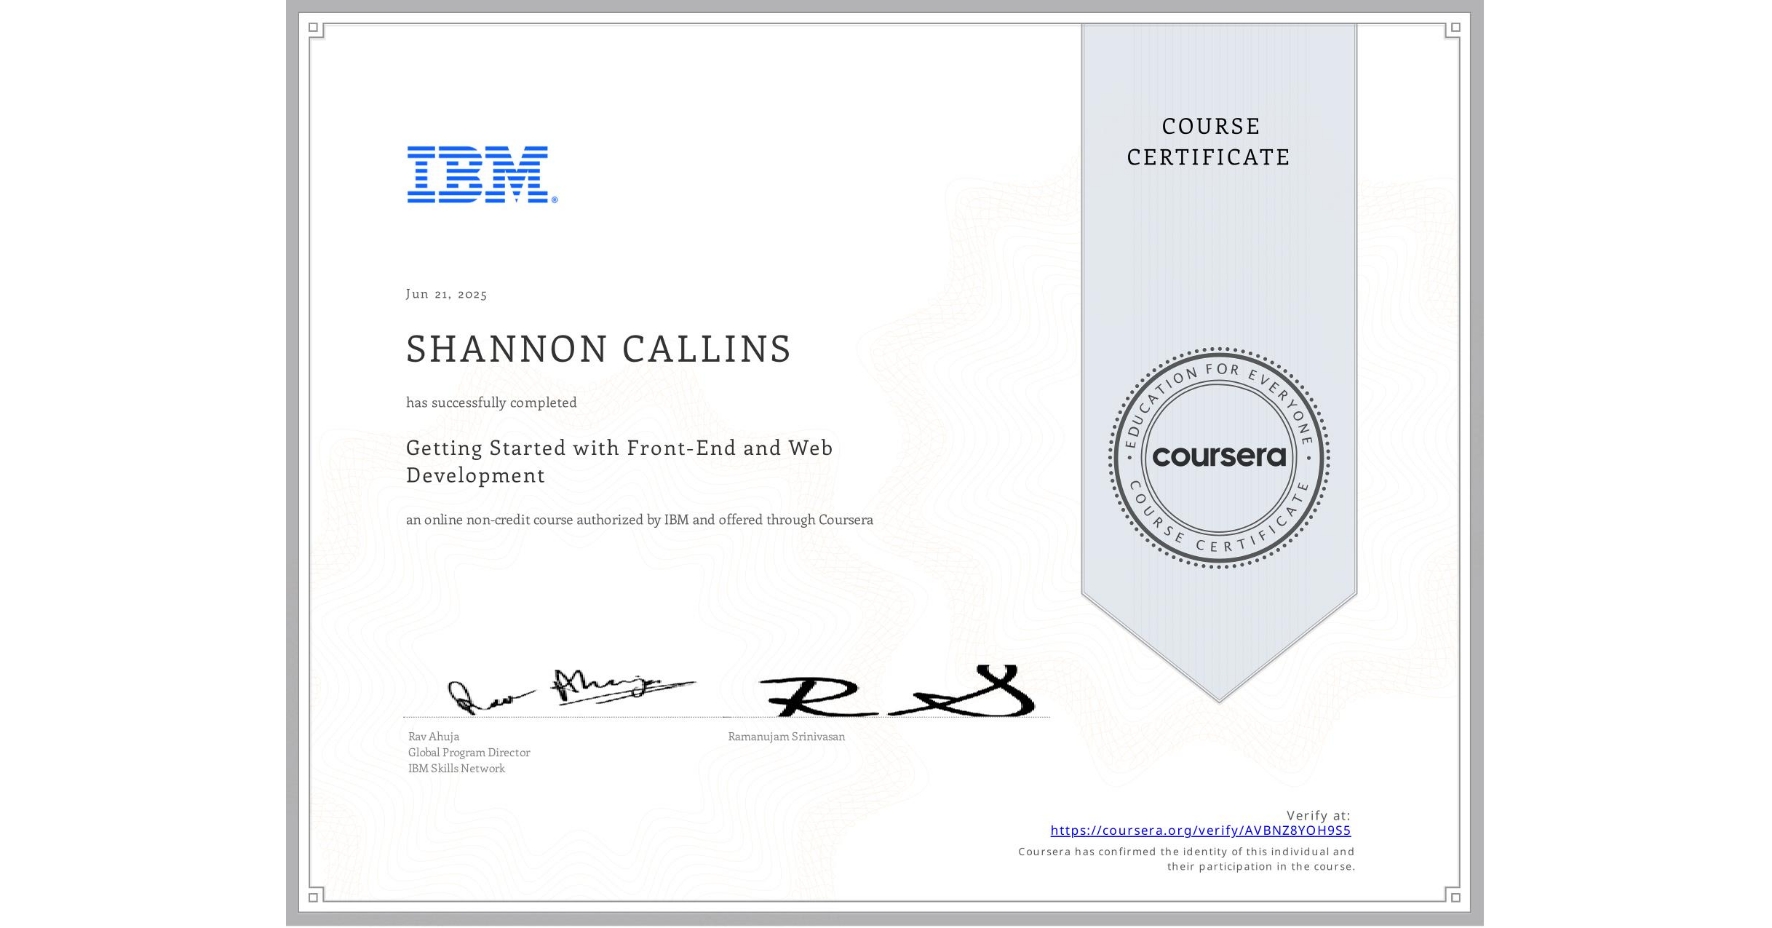 IBM®
COURSE
CERTIFICATE
Jun 21, 2025
SHANNON CALLINS
has successfully completed
Getting Started with Front-End and Web
Development
an online non-credit course authorized by IBM and offered through Coursera
EDUCATION FOR EVERYONE
coursera
COURSE CERTIFICATE
Rav Ahuja
Rav Ahuja
Global Program Director
IBM Skills Network
R S
Ramanujam Srinivasan
Verify at:
https://coursera.org/verify/AVBNZ8YOH9S5
Coursera has confirmed the identity of this individual and
their participation in the course.